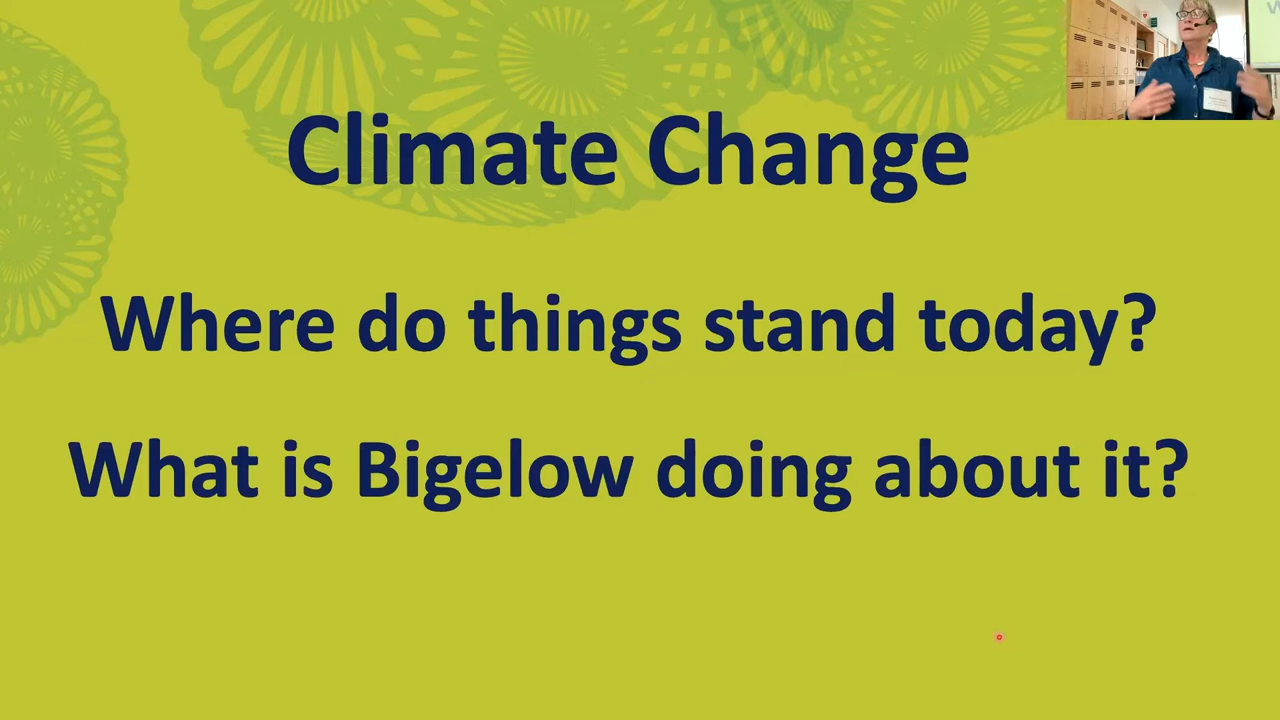 Climate Change
Where do things stand today?
What is Bigelow doing about it?